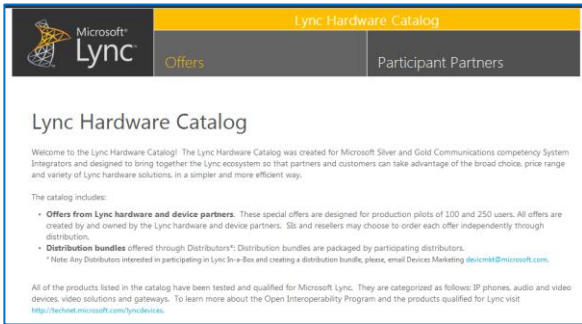 Lync Hardware Catalog
Microsoft®
Lync™
Offers
Participant Partners
Lync Hardware Catalog
Welcome to the Lync Hardware Catalog! The Lync Hardware Catalog was created for Microsoft Silver and Gold Communications competency System
Integrators and designed to bring together the Lync ecosystem so that partners and customers can take advantage of the broad choice, price range
and variety of Lync hardware solutions, in a simpler and more efficient way.
The catalog includes:
• Offers from Lync hardware and device partners. These special offers are designed for production pilots of 100 and 250 users. All offers are
created by and owned by the Lync hardware and device partners. SIs and resellers may choose to order each offer independently through
distribution.
• Distribution bundles offered through Distributors*: Distribution bundles are packaged by participating distributors.
* Note: Any Distributors interested in participating in Lync In-a-Box and creating a distribution bundle, please, email Devices Marketing devicmkt@microsoft.com.
All of the products listed in the catalog have been tested and qualified for Microsoft Lync. They are categorized as follows: IP phones, audio and video
devices, video solutions and gateways. To learn more about the Open Interoperability Program and the products qualified for Lync visit
http://technet.microsoft.com/lyncdevices.